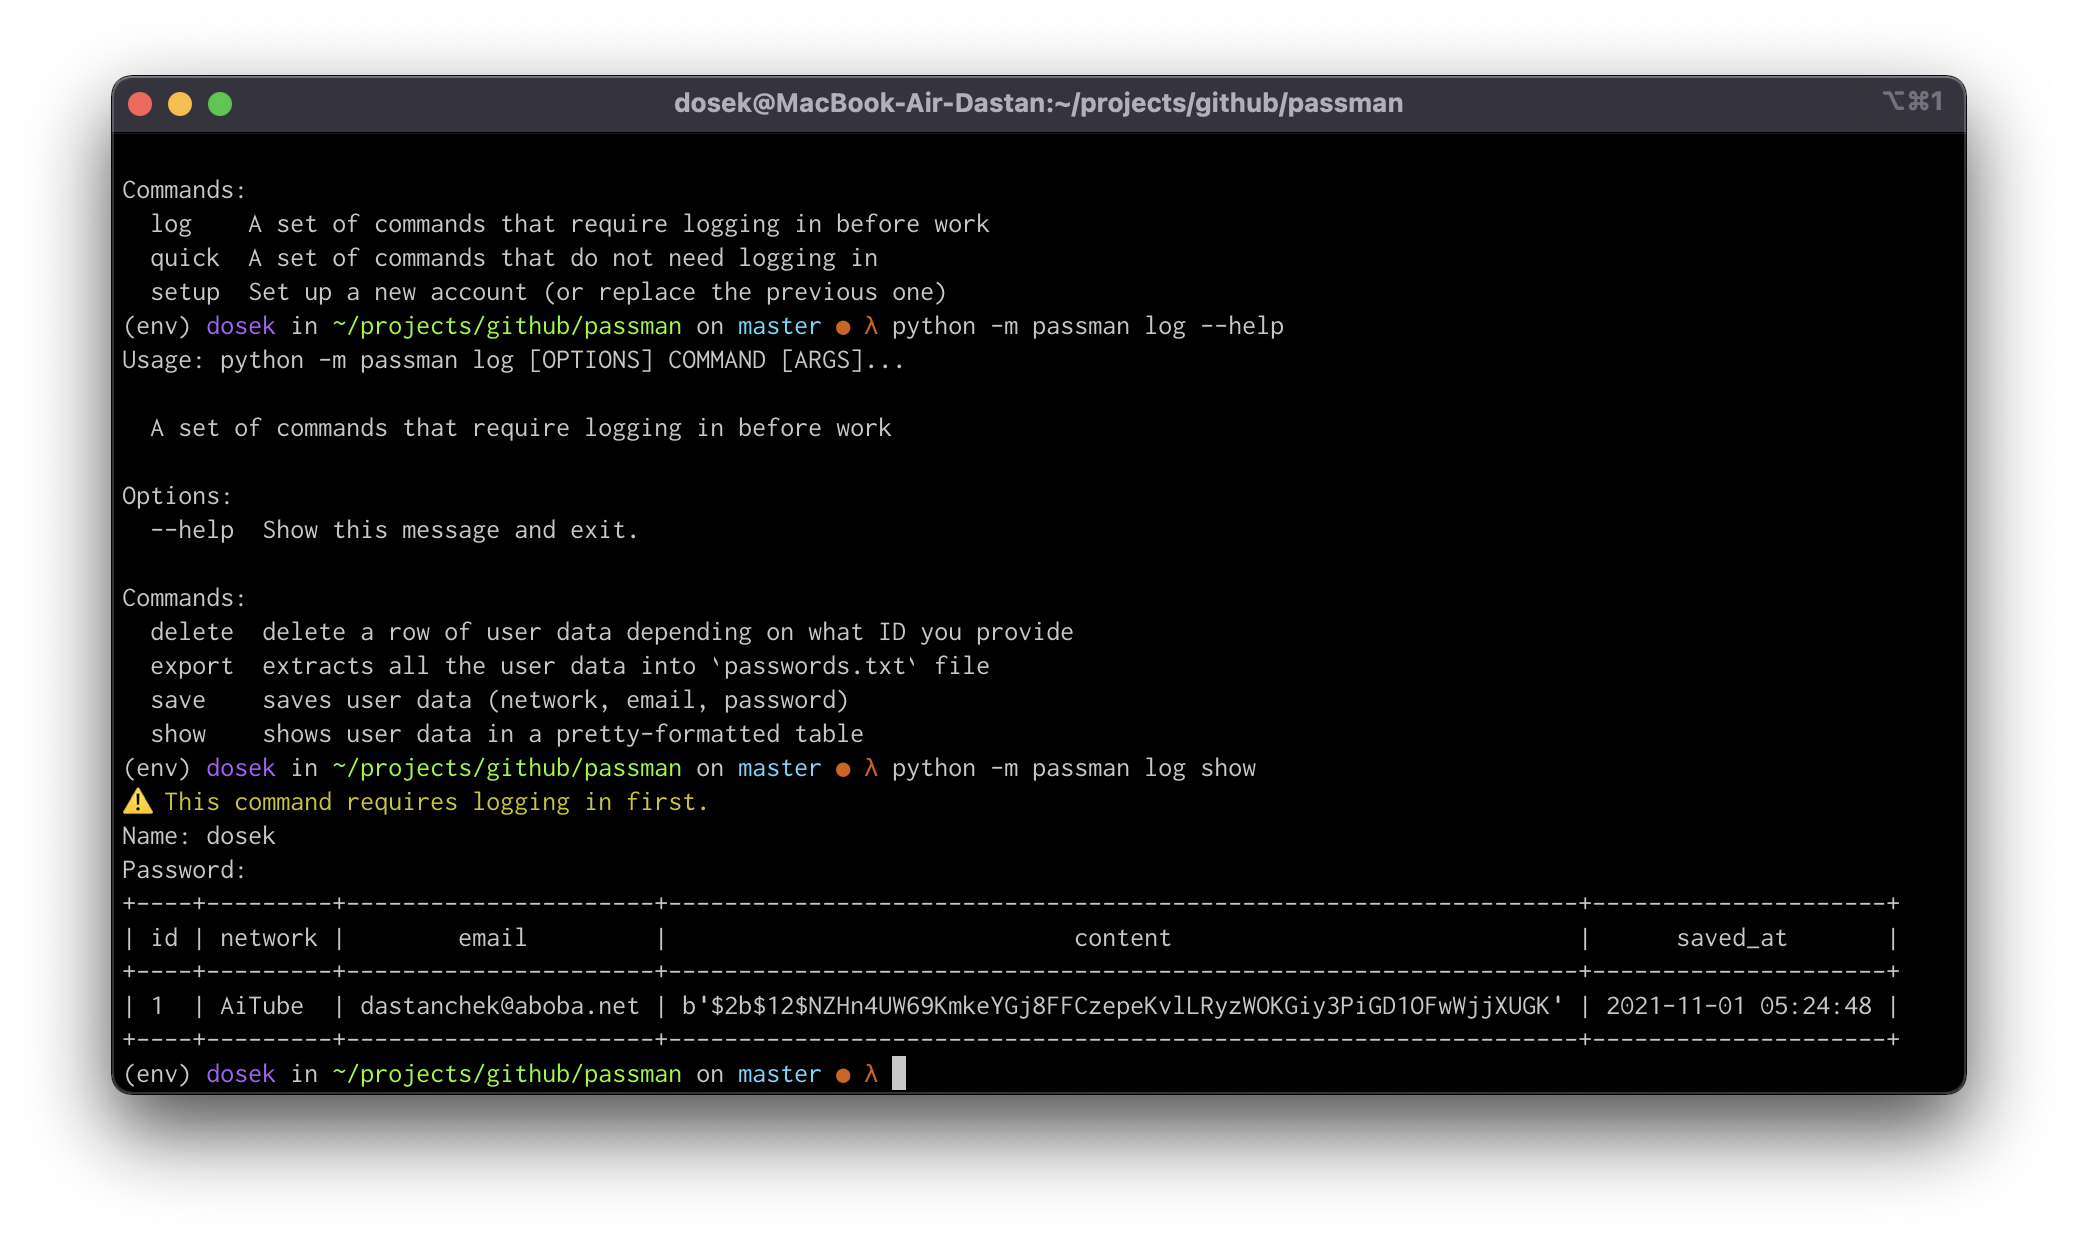 dosek@MacBook-Air-Dastan:~/projects/github/passman
⌥⌘1
Commands:
  log    A set of commands that require logging in before work
  quick  A set of commands that do not need logging in
  setup  Set up a new account (or replace the previous one)
(env) dosek in ~/projects/github/passman on master ● λ python -m passman log --help
Usage: python -m passman log [OPTIONS] COMMAND [ARGS]...
  A set of commands that require logging in before work
Options:
  --help  Show this message and exit.
Commands:
  delete  delete a row of user data depending on what ID you provide
  export  extracts all the user data into `passwords.txt` file
  save    saves user data (network, email, password)
  show    shows user data in a pretty-formatted table
(env) dosek in ~/projects/github/passman on master ● λ python -m passman log show
⚠️ This command requires logging in first.
Name: dosek
Password:
+----+---------+----------------------+-----------------------------------------------------------------+---------------------+
| id | network |        email         |                             content                             |      saved_at       |
+----+---------+----------------------+-----------------------------------------------------------------+---------------------+
| 1  | AiTube  | dastanchek@aboba.net | b'$2b$12$NZHn4UW69KmkeYGj8FFCzepeKvlLRyzWOKGiy3PiGD1OFwWjjXUGK' | 2021-11-01 05:24:48 |
+----+---------+----------------------+-----------------------------------------------------------------+---------------------+
(env) dosek in ~/projects/github/passman on master ● λ